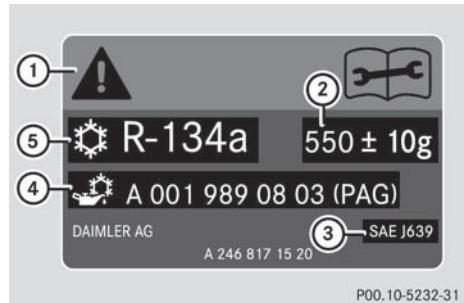 1
2
5 R-134a 550 ± 10g
4 A 001 989 08 03 (PAG)
DAIMLER AG 3 SAE J639
A 246 817 15 20
P00.10-5232-31